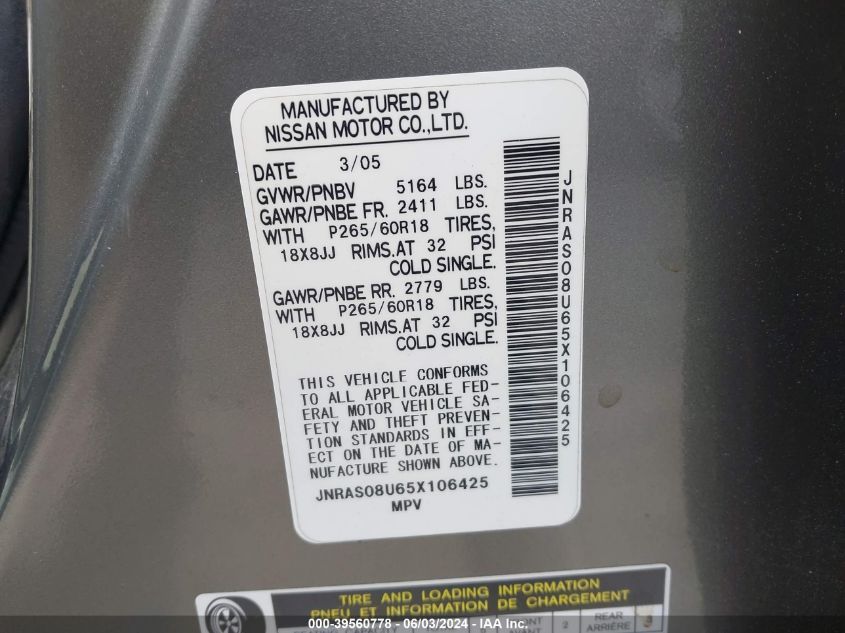 MANUFACTURED BY
NISSAN MOTOR CO.,LTD.
DATE 3/05
GVWR/PNBV 5164 LBS.
GAWR/PNBE FR. 2411 LBS.
WITH P265/60R18 TIRES,
18X8JJ RIMS.AT 32 PSI
COLD SINGLE.
GAWR/PNBE RR. 2779 LBS.
WITH P265/60R18 TIRES,
18X8JJ RIMS.AT 32 PSI
COLD SINGLE.
THIS VEHICLE CONFORMS
TO ALL APPLICABLE FED-
ERAL MOTOR VEHICLE SA-
FETY AND THEFT PREVEN-
TION STANDARDS IN EFF-
ECT ON THE DATE OF MA-
NUFACTURE SHOWN ABOVE.
JNRAS08U65X106425
MPV
JNRAS08U65X106425
TIRE AND LOADING INFORMATION
PNEU ET INFORMATION DE CHARGEMENT
2 REAR
ARRIÈRE
000-39560778 - 06/03/2024 - IAA Inc.